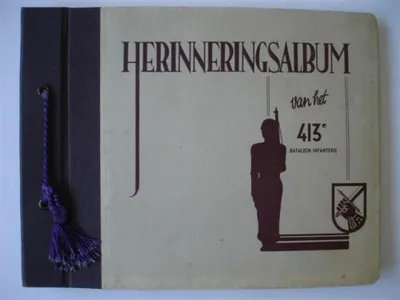 HERINNERINGSALBUM
van het
413e
BATALJON INFANTERIE